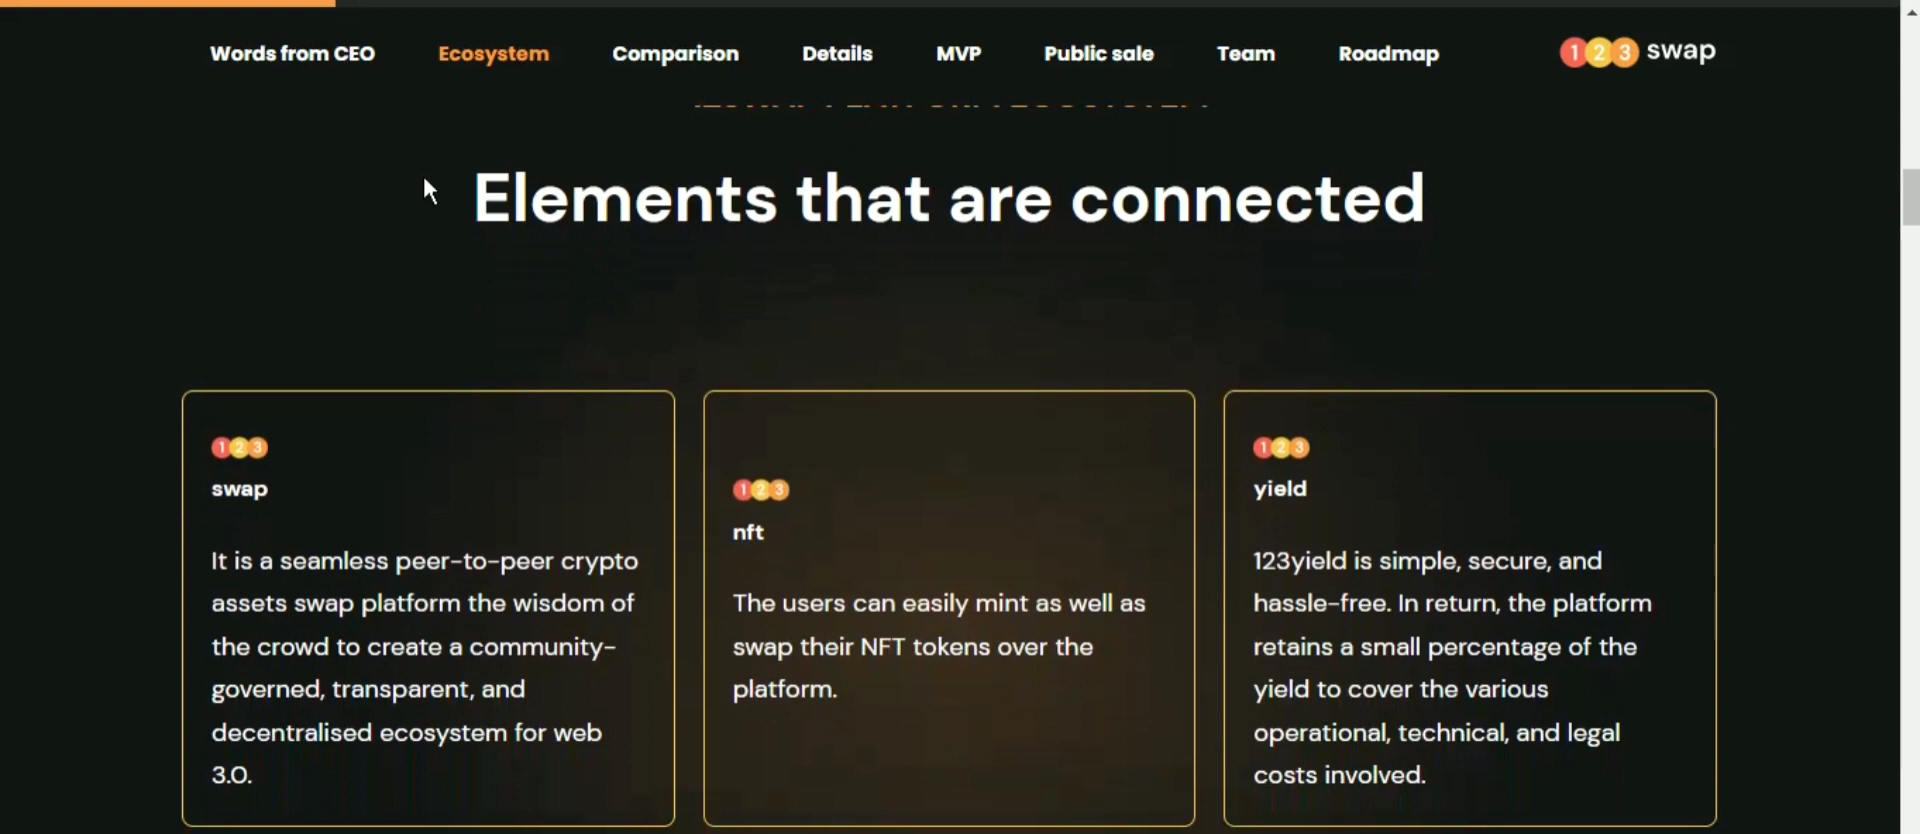 Words from CEO Ecosystem Comparison Details MVP Public sale Team Roadmap 123 swap
Elements that are connected
123
swap
It is a seamless peer-to-peer crypto
assets swap platform the wisdom of
the crowd to create a community-
governed, transparent, and
decentralised ecosystem for web
3.0.
123
nft
The users can easily mint as well as
swap their NFT tokens over the
platform.
123
yield
123yield is simple, secure, and
hassle-free. In return, the platform
retains a small percentage of the
yield to cover the various
operational, technical, and legal
costs involved.